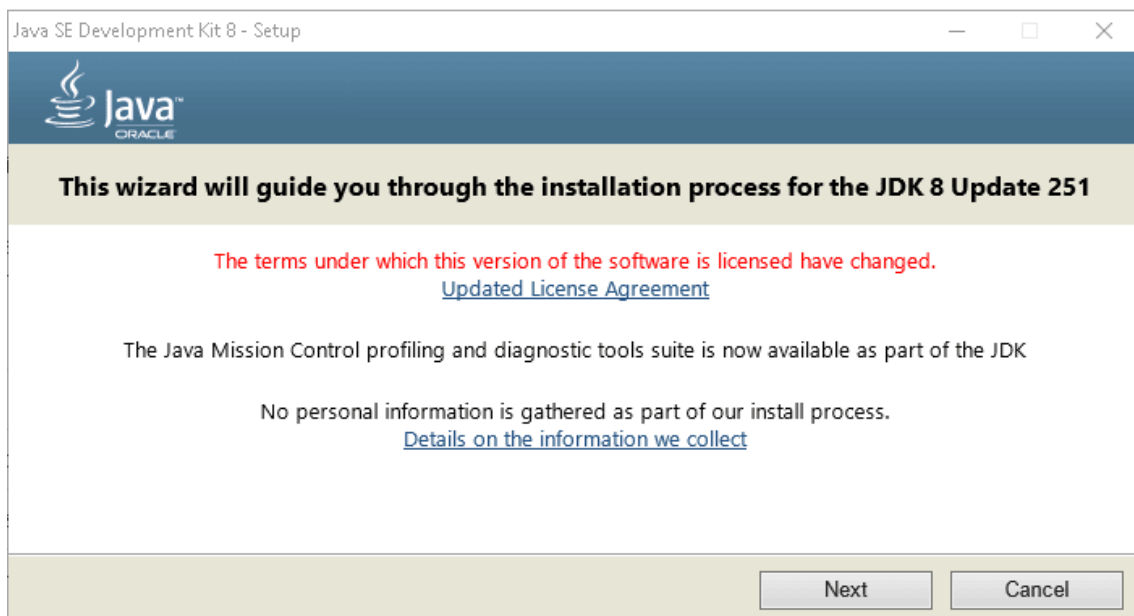 Java SE Development Kit 8 - Setup
Java™
ORACLE
This wizard will guide you through the installation process for the JDK 8 Update 251
The terms under which this version of the software is licensed have changed.
Updated License Agreement
The Java Mission Control profiling and diagnostic tools suite is now available as part of the JDK
No personal information is gathered as part of our install process.
Details on the information we collect
Next
Cancel